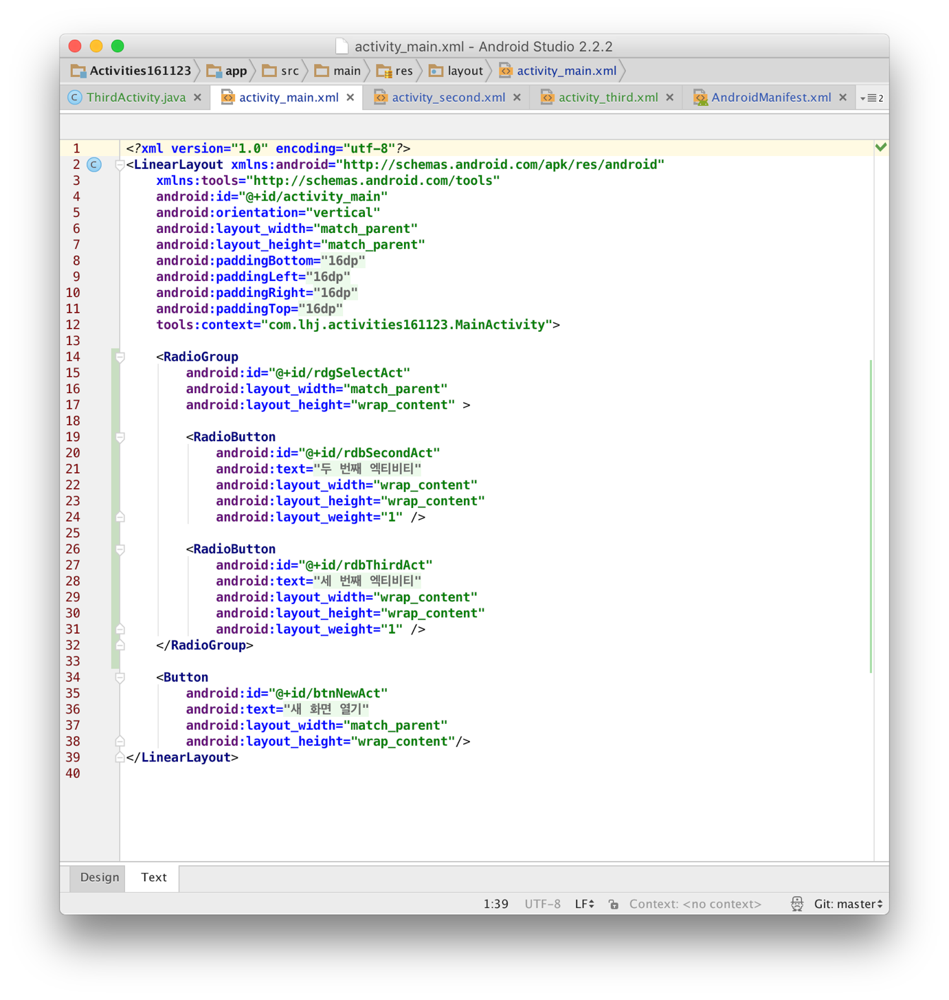 activity_main.xml - Android Studio 2.2.2
Activities161123 app src main res layout activity_main.xml
ThirdActivity.java activity_main.xml activity_second.xml activity_third.xml AndroidManifest.xml 2
1 <?xml version="1.0" encoding="utf-8"?>
2 <LinearLayout xmlns:android="http://schemas.android.com/apk/res/android"
3 xmlns:tools="http://schemas.android.com/tools"
4 android:id="@+id/activity_main"
5 android:orientation="vertical"
6 android:layout_width="match_parent"
7 android:layout_height="match_parent"
8 android:paddingBottom="16dp"
9 android:paddingLeft="16dp"
10 android:paddingRight="16dp"
11 android:paddingTop="16dp"
12 tools:context="com.lhj.activities161123.MainActivity">
13
14 <RadioGroup
15 android:id="@+id/rdgSelectAct"
16 android:layout_width="match_parent"
17 android:layout_height="wrap_content" >
18
19 <RadioButton
20 android:id="@+id/rdbSecondAct"
21 android:text="두 번째 엑티비티"
22 android:layout_width="wrap_content"
23 android:layout_height="wrap_content"
24 android:layout_weight="1" />
25
26 <RadioButton
27 android:id="@+id/rdbThirdAct"
28 android:text="세 번째 엑티비티"
29 android:layout_width="wrap_content"
30 android:layout_height="wrap_content"
31 android:layout_weight="1" />
32 </RadioGroup>
33
34 <Button
35 android:id="@+id/btnNewAct"
36 android:text="새 화면 열기"
37 android:layout_width="match_parent"
38 android:layout_height="wrap_content"/>
39 </LinearLayout>
40
Design Text
1:39 UTF-8 LF Context: <no context> Git: master